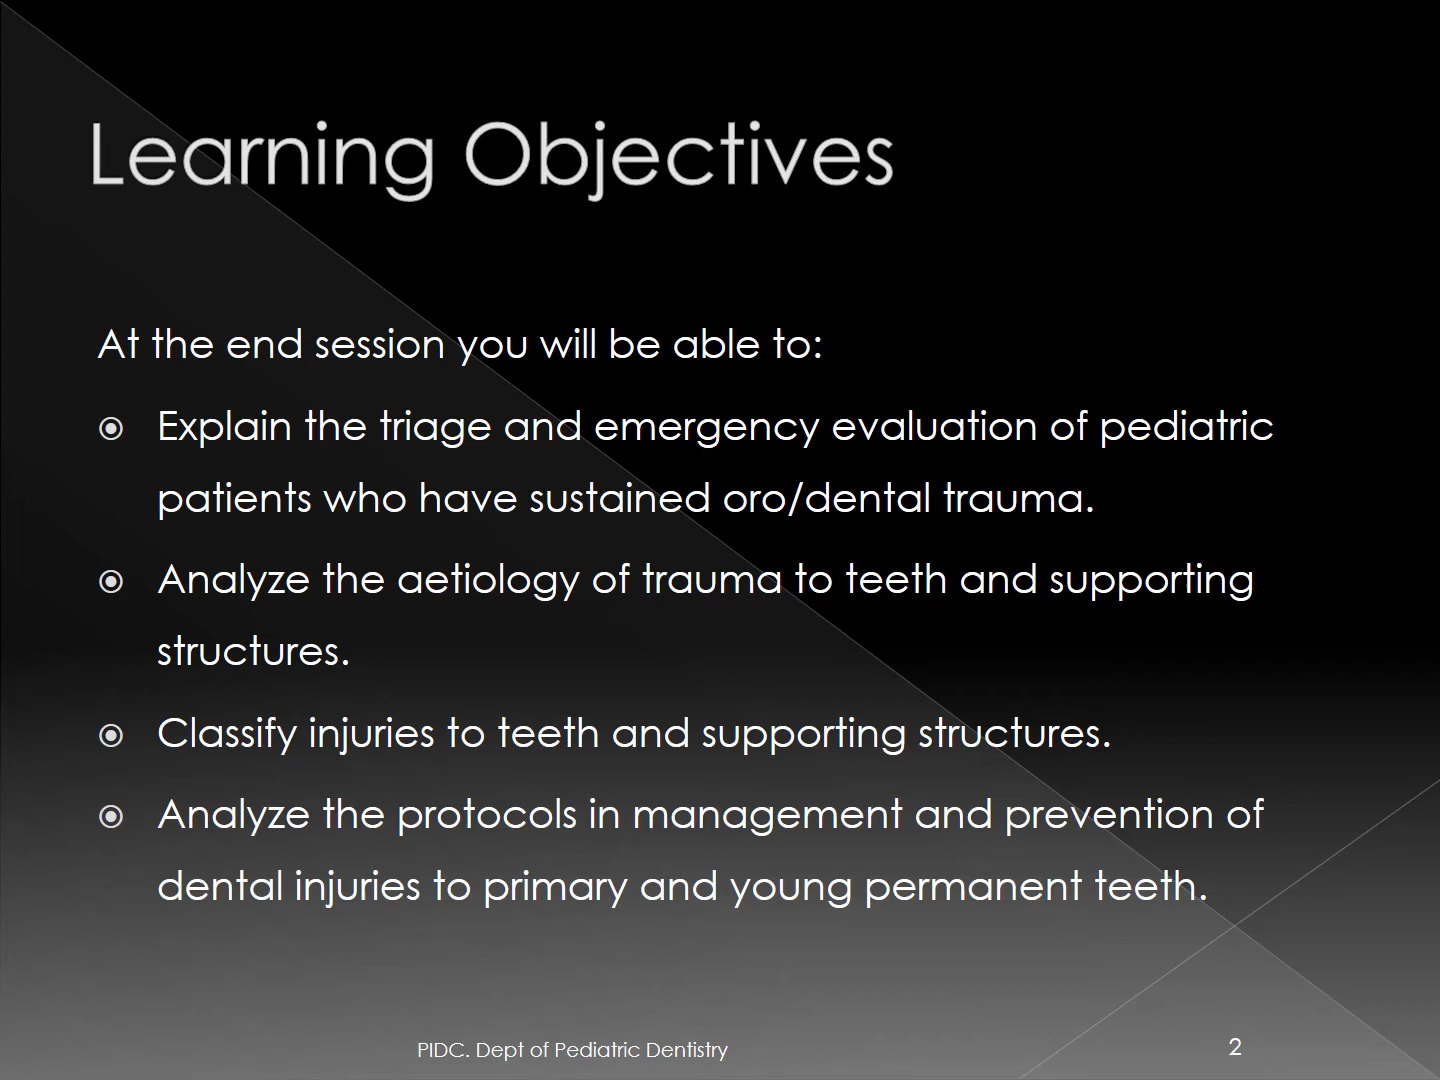 Learning Objectives
At the end session you will be able to:
Explain the triage and emergency evaluation of pediatric
patients who have sustained oro/dental trauma.
Analyze the aetiology of trauma to teeth and supporting
structures.
Classify injuries to teeth and supporting structures.
Analyze the protocols in management and prevention of
dental injuries to primary and young permanent teeth.
PIDC. Dept of Pediatric Dentistry
2